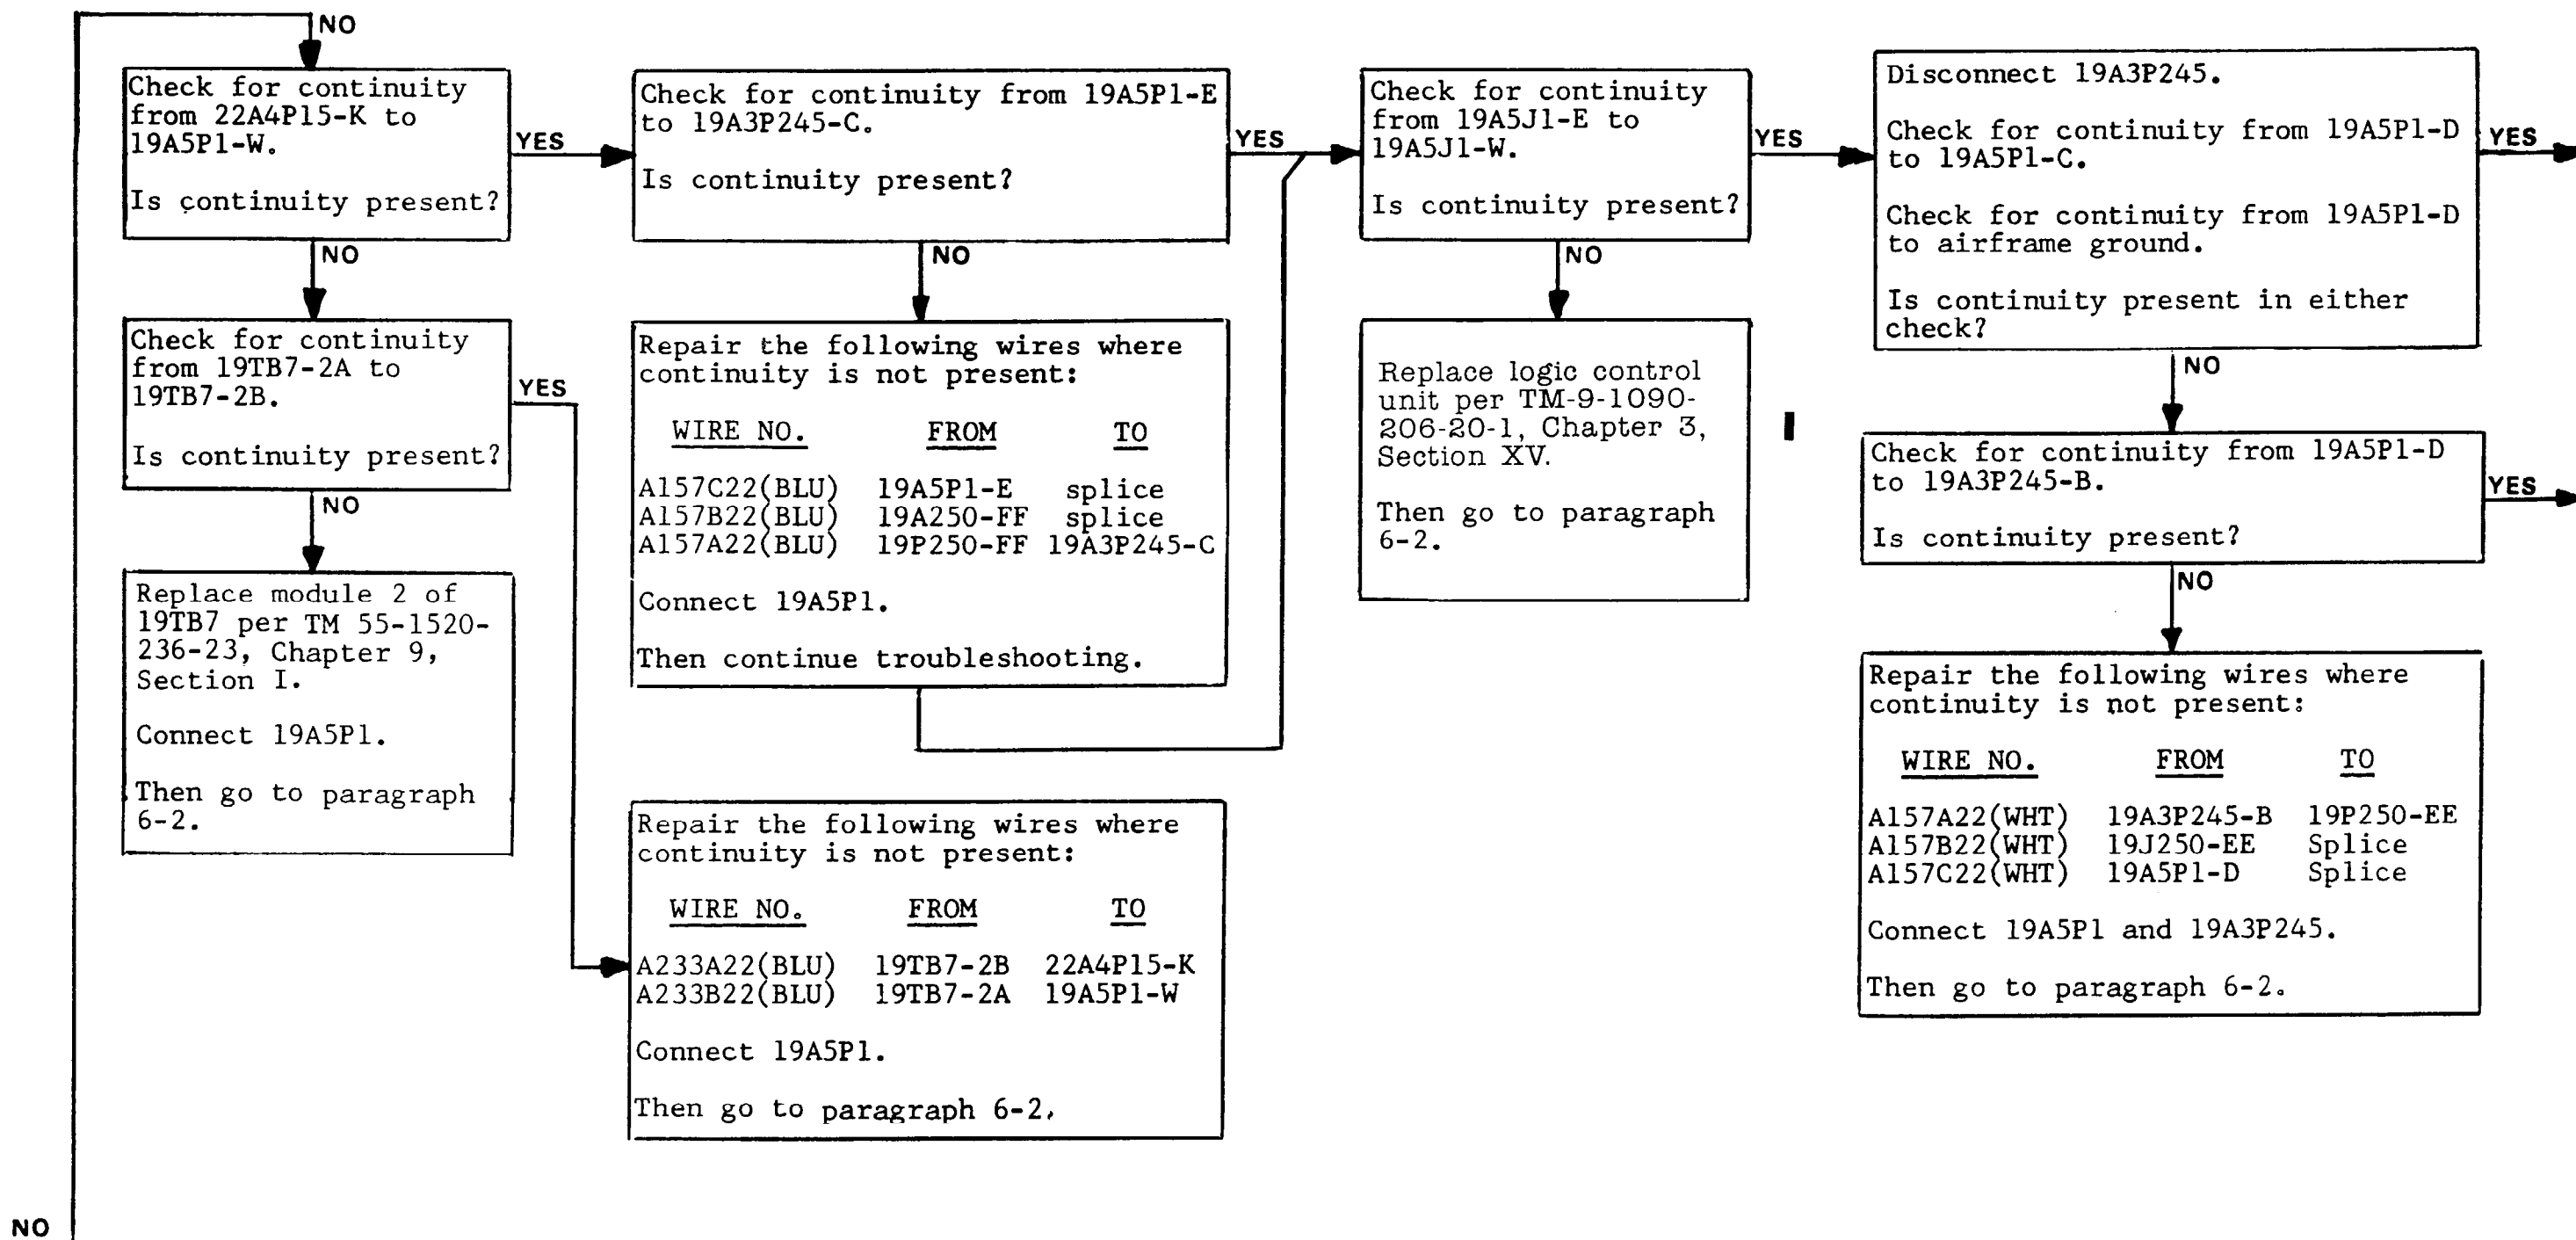 NO
Check for continuity
from 22A4P15-K to
19A5P1-W.
Is continuity present?
YES
NO
Check for continuity
from 19TB7-2A to
19TB7-2B.
Is continuity present?
YES
NO
Replace module 2 of
19TB7 per TM 55-1520-
236-23, Chapter 9,
Section I.
Connect 19A5P1.
Then go to paragraph
6-2.
Check for continuity from 19A5P1-E
to 19A3P245-C.
Is continuity present?
YES
NO
Repair the following wires where
continuity is not present:
WIRE NO. FROM TO
A157C22(BLU) 19A5P1-E splice
A157B22(BLU) 19A250-FF splice
A157A22(BLU) 19P250-FF 19A3P245-C
Connect 19A5P1.
Then continue troubleshooting.
Repair the following wires where
continuity is not present:
WIRE NO. FROM TO
A233A22(BLU) 19TB7-2B 22A4P15-K
A233B22(BLU) 19TB7-2A 19A5P1-W
Connect 19A5P1.
Then go to paragraph 6-2.
Check for continuity
from 19A5J1-E to
19A5J1-W.
Is continuity present?
YES
NO
Replace logic control
unit per TM-9-1090-
206-20-1, Chapter 3,
Section XV.
Then go to paragraph
6-2.
Disconnect 19A3P245.
Check for continuity from 19A5P1-D
to 19A5P1-C.
Check for continuity from 19A5P1-D
to airframe ground.
Is continuity present in either
check?
YES
NO
Check for continuity from 19A5P1-D
to 19A3P245-B.
Is continuity present?
YES
NO
Repair the following wires where
continuity is not present:
WIRE NO. FROM TO
A157A22(WHT) 19A3P245-B 19P250-EE
A157B22(WHT) 19J250-EE Splice
A157C22(WHT) 19A5P1-D Splice
Connect 19A5P1 and 19A3P245.
Then go to paragraph 6-2.
NO